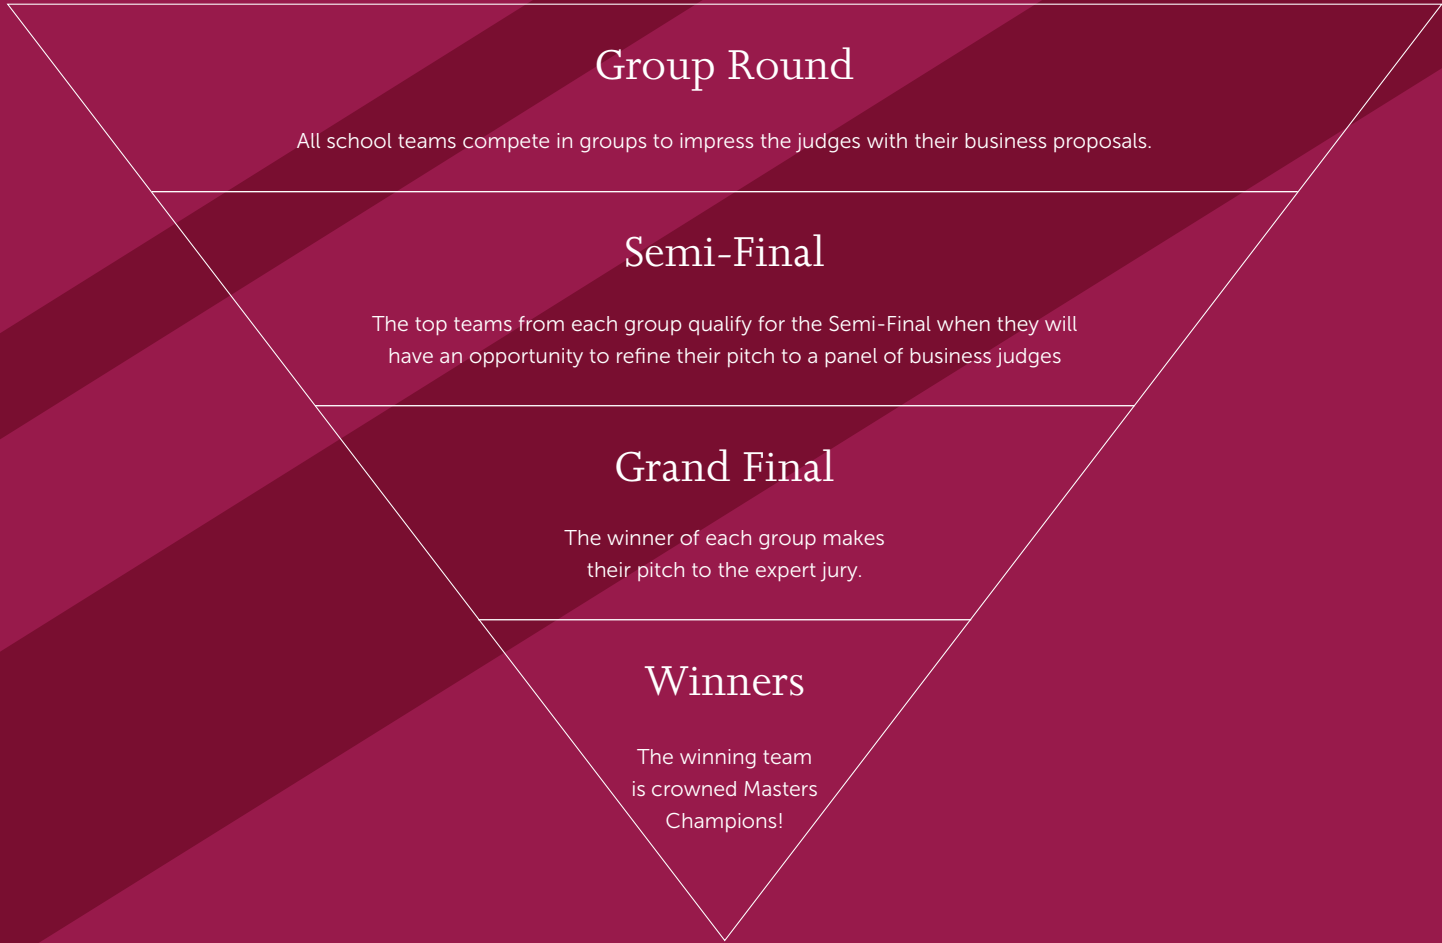 Group Round
All school teams compete in groups to impress the judges with their business proposals.
Semi-Final
The top teams from each group qualify for the Semi-Final when they will
have an opportunity to refine their pitch to a panel of business judges
Grand Final
The winner of each group makes
their pitch to the expert jury.
Winners
The winning team
is crowned Masters
Champions!